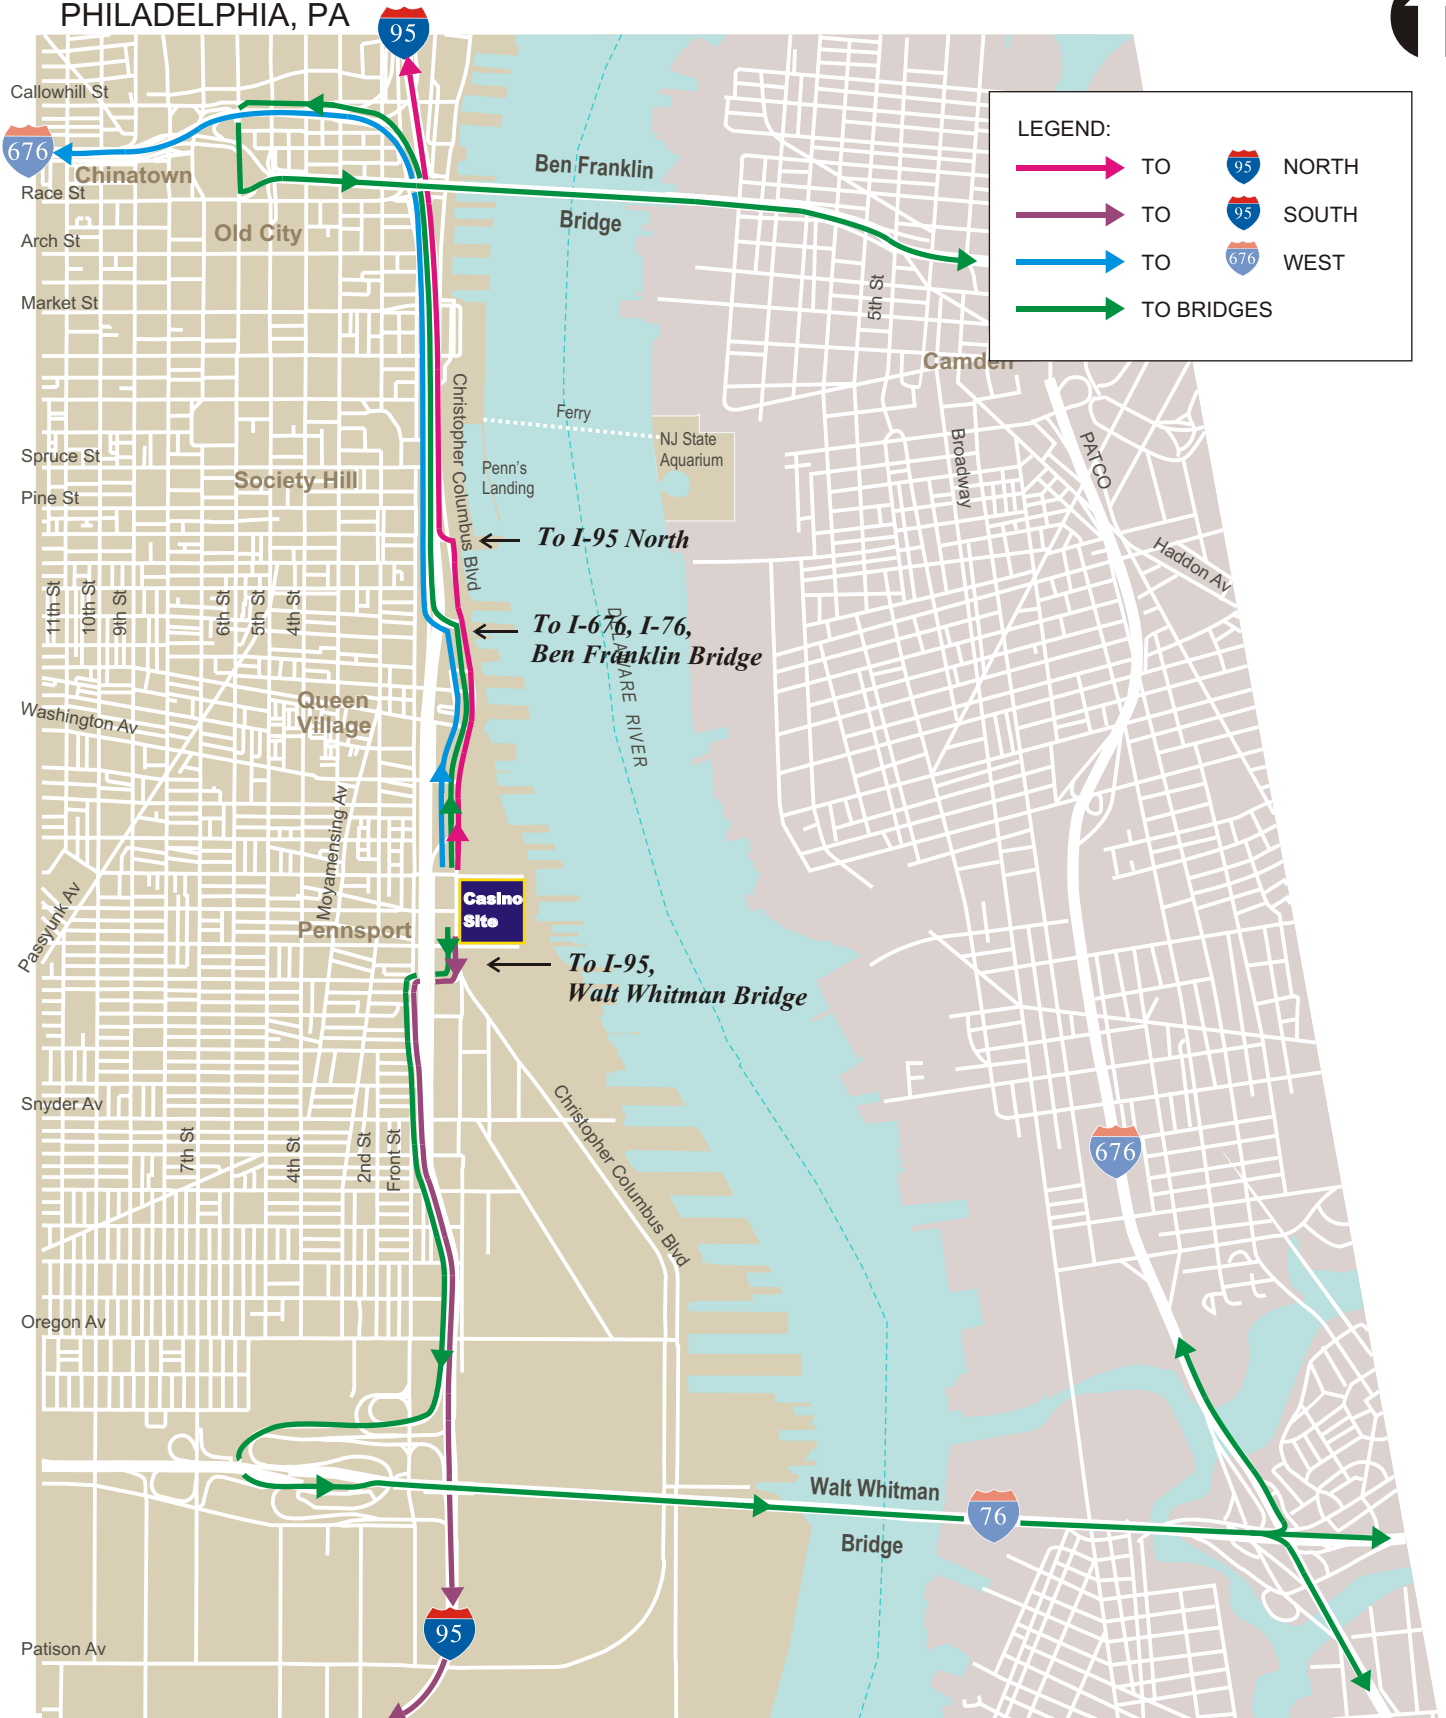 PHILADELPHIA, PA
95
Callowhill St
676
Chinatown
Race St
Old City
Arch St
Market St
Ben Franklin
Bridge
5th St
LEGEND:
TO 95 NORTH
TO 95 SOUTH
TO 676 WEST
TO BRIDGES
Camden
Christopher Columbus Blvd
Ferry
NJ State
Aquarium
Penn's
Landing
Broadway
PATCO
Haddon Av
Spruce St
Society Hill
Pine St
To I-95 North
11th St
10th St
9th St
6th St
5th St
4th St
To I-676, I-76,
Ben Franklin Bridge
DELAWARE RIVER
Queen
Village
Washington Av
Moyamensing Av
Passyunk Av
Casino
Site
Pennsport
To I-95,
Walt Whitman Bridge
Snyder Av
7th St
4th St
2nd St
Front St
Christopher Columbus Blvd
676
Oregon Av
Walt Whitman
Bridge
76
95
Patison Av